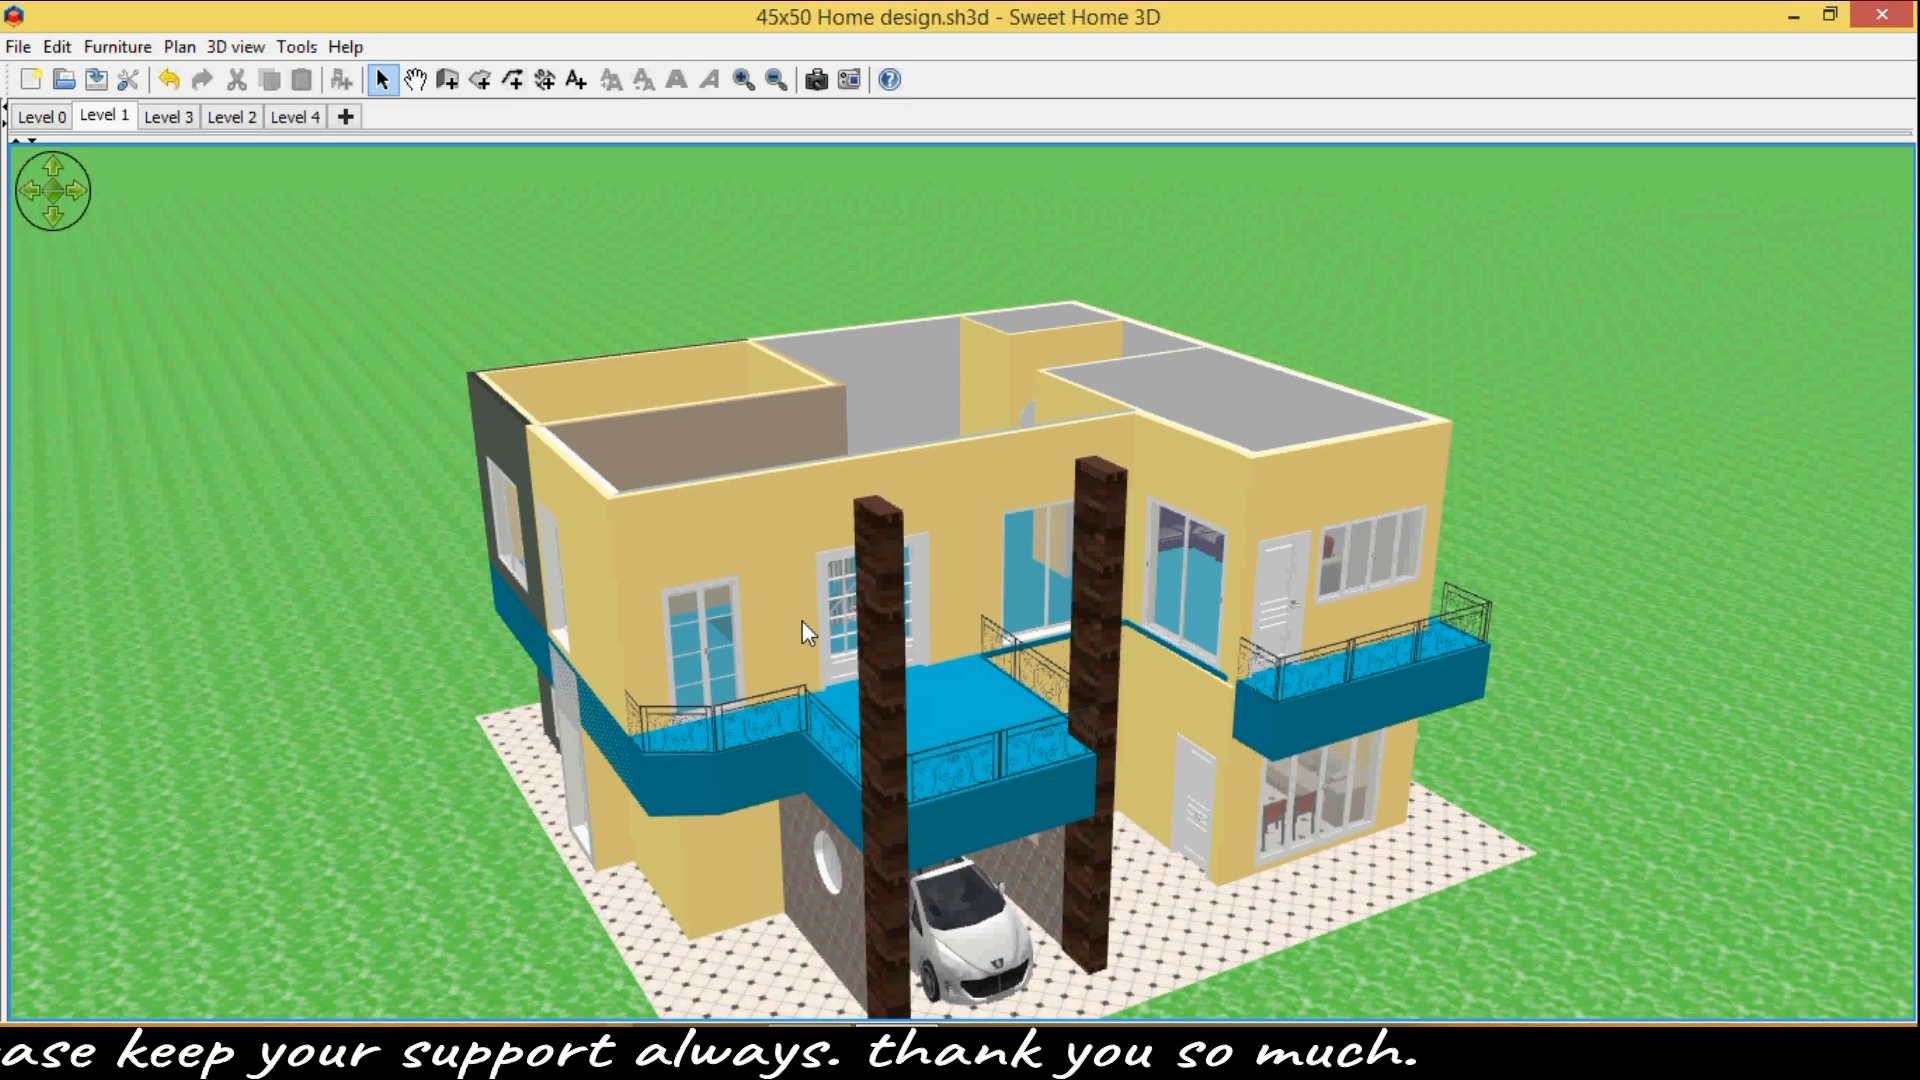 45x50 Home design.sh3d - Sweet Home 3D
File Edit Furniture Plan 3D view Tools Help
Level 0 Level 1 Level 3 Level 2 Level 4
ase keep your support always. thank you so much.